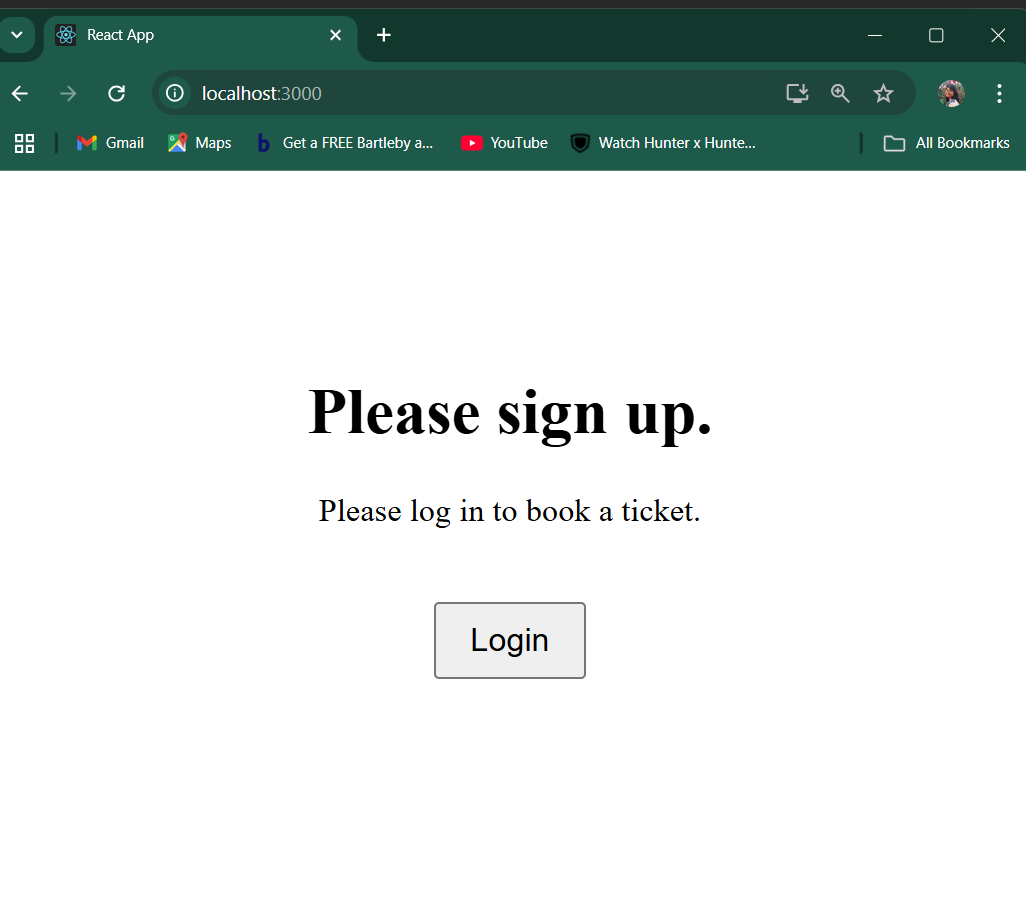 React App
localhost:3000
Gmail
Maps
b
Get a FREE Bartleby a...
YouTube
Watch Hunter x Hunte...
All Bookmarks
Please sign up.
Please log in to book a ticket.
Login